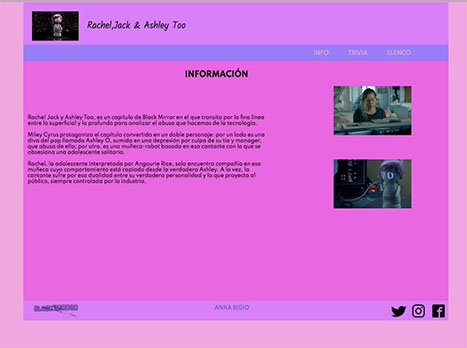 Rachel,Jack & Ashley Too
INFO TRIVIA ELENCO
INFORMACIÓN
Rachel Jack y Ashley Too, es un capitulo de Black Mirror en el que transita por la fina línea
entre lo superficial y lo profundo para analizar el abuso que hacemos de la tecnología.
Miley Cyrus protagoniza el capítulo convertida en un doble personaje: por un lado es una
diva del pop llamada Ashley O, sumida en una depresión por culpa de su tía y manager,
que abusa de ella; por otro, es una muñeca-robot basada en esa cantante con la que se
obsesiona una adolescente solitaria.
Rachel, la adolescente interpretada por Angourie Rice, solo encuentra compañía en esa
muñeca cuyo comportamiento está copiado desde la verdadera Ashley. A la vez, la
cantante sufre por esa dualidad entre su verdadera personalidad y lo que proyecta al
público, siempre controlada por la industria.
ANNA BIGIO